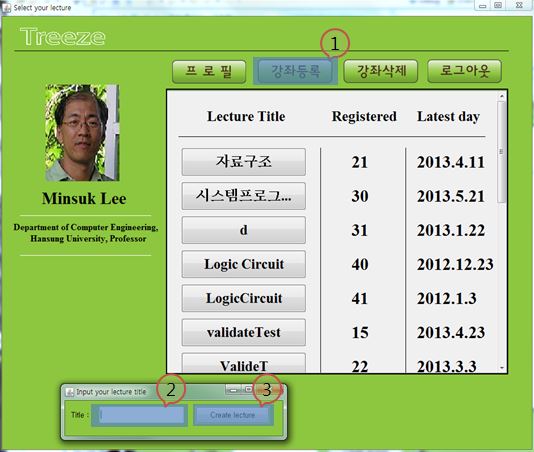 Select your lecture
Treeze
1
프 로 필 강좌등록 강좌삭제 로그아웃
Lecture Title Registered Latest day
자료구조 21 2013.4.11
시스템프로그... 30 2013.5.21
d 31 2013.1.22
Logic Circuit 40 2012.12.23
LogicCircuit 41 2012.1.3
validateTest 15 2013.4.23
ValideT 22 2013.3.3
Minsuk Lee
Department of Computer Engineering,
Hansung University, Professor
Input your lecture title 2 3
Title : Create lecture